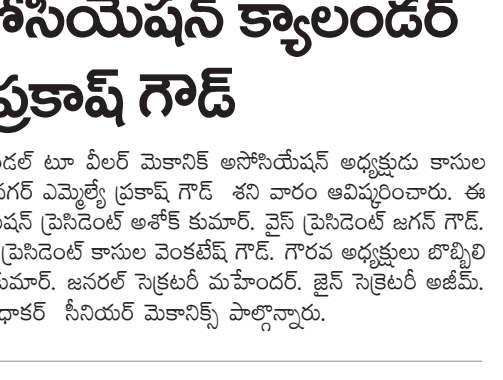 ోసియేషన్ క్యాలండర్
ప్రకాష్ గౌడ్
డల్ టూ వీలర్ మెకానిక్ అసోసియేషన్ అధ్యక్షుడు కాసుల
నగర్ ఎమ్మెల్యే ప్రకాష్ గౌడ్ శని వారం ఆవిష్కరించారు. ఈ
షన్ ప్రెసిడెంట్ అశోక్ కుమార్. వైస్ ప్రెసిడెంట్ జగన్ గౌడ్.
ప్రెసిడెంట్ కాసుల వెంకటేష్ గౌడ్. గౌరవ అధ్యక్షులు బొబ్బిలి
కుమార్. జనరల్ సెక్రటరీ మహేందర్. జైన్ సెక్రెటరీ అజీమ్.
ధాకర్ సీనియర్ మెకానిక్స్ పాల్గొన్నారు.